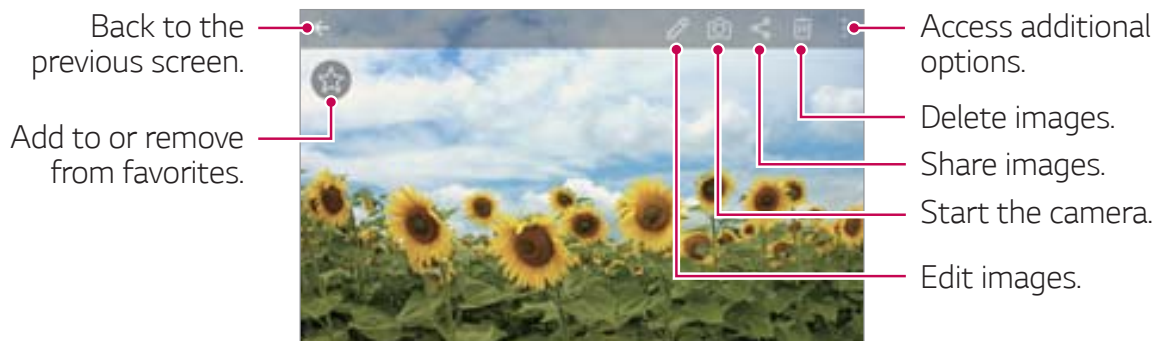 Back to the
previous screen.
Add to or remove
from favorites.
Access additional
options.
Delete images.
Share images.
Start the camera.
Edit images.